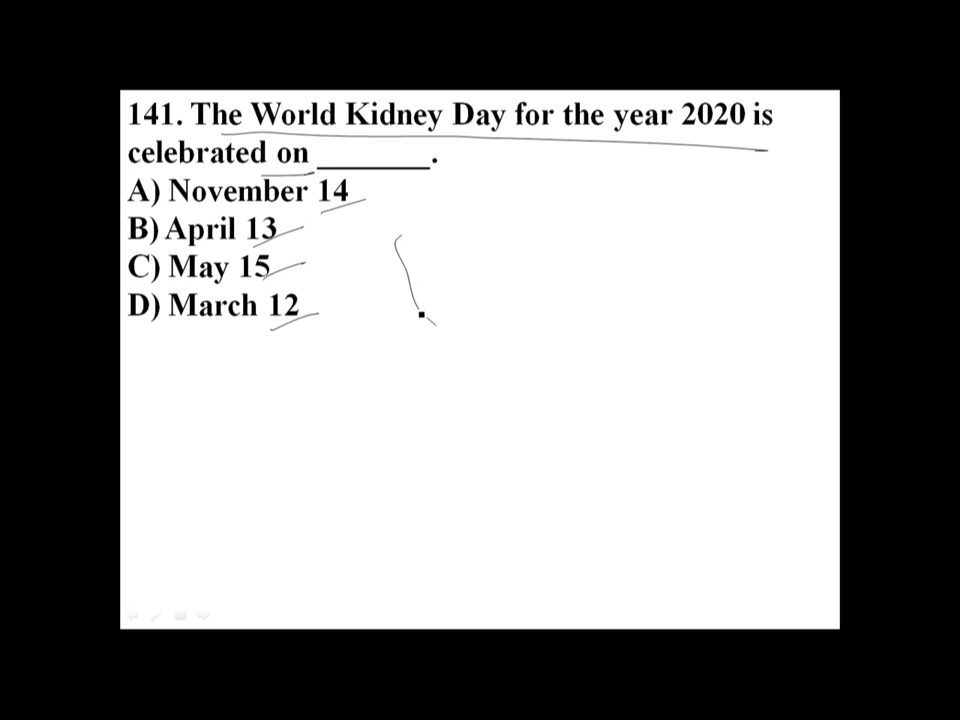 141. The World Kidney Day for the year 2020 is
celebrated on _______.
A) November 14
B) April 13
C) May 15
D) March 12